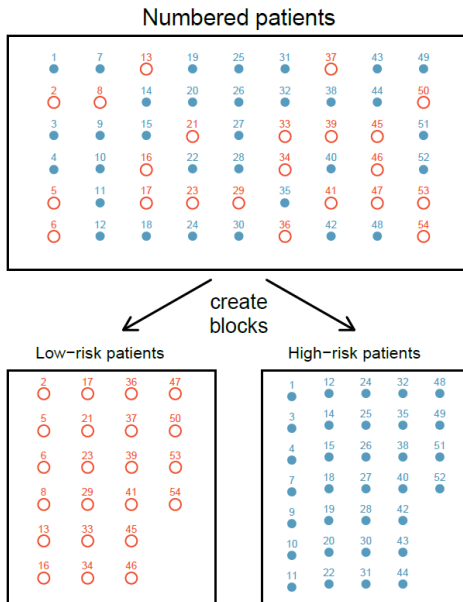 Numbered patients
1 7 13 19 25 31 37 43 49
2 8 14 20 26 32 38 44 50
3 9 15 21 27 33 39 45 51
4 10 16 22 28 34 40 46 52
5 11 17 23 29 35 41 47 53
6 12 18 24 30 36 42 48 54
create
blocks
Low-risk patients
2 17 36 47
5 21 37 50
6 23 39 53
8 29 41 54
13 33 45
16 34 46
High-risk patients
1 12 24 32 48
3 14 25 35 49
4 15 26 38 51
7 18 27 40 52
9 19 28 42
10 20 30 43
11 22 31 44